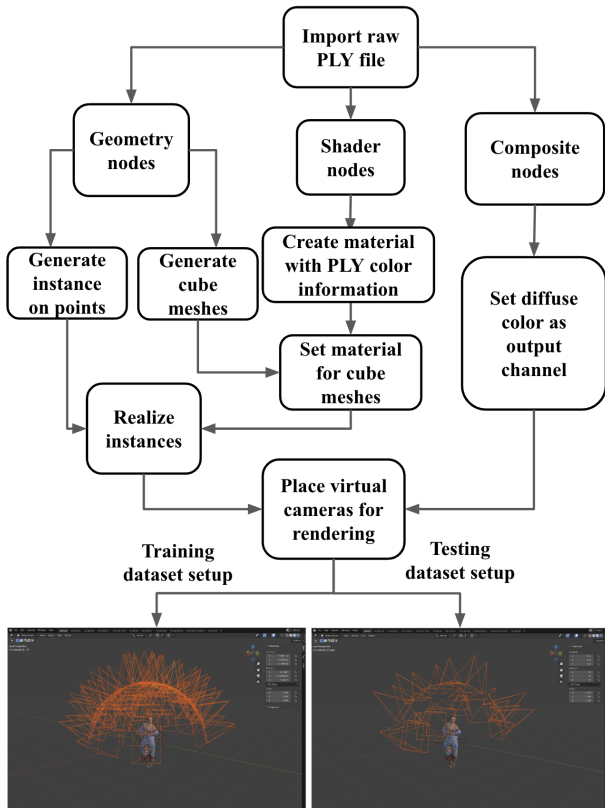 Import raw
PLY file
Geometry
nodes
Shader
nodes
Composite
nodes
Generate
instance
on points
Generate
cube
meshes
Create material
with PLY color
information
Set diffuse
color as
output
channel
Set material
for cube
meshes
Realize
instances
Place virtual
cameras for
rendering
Training
dataset setup
Testing
dataset setup